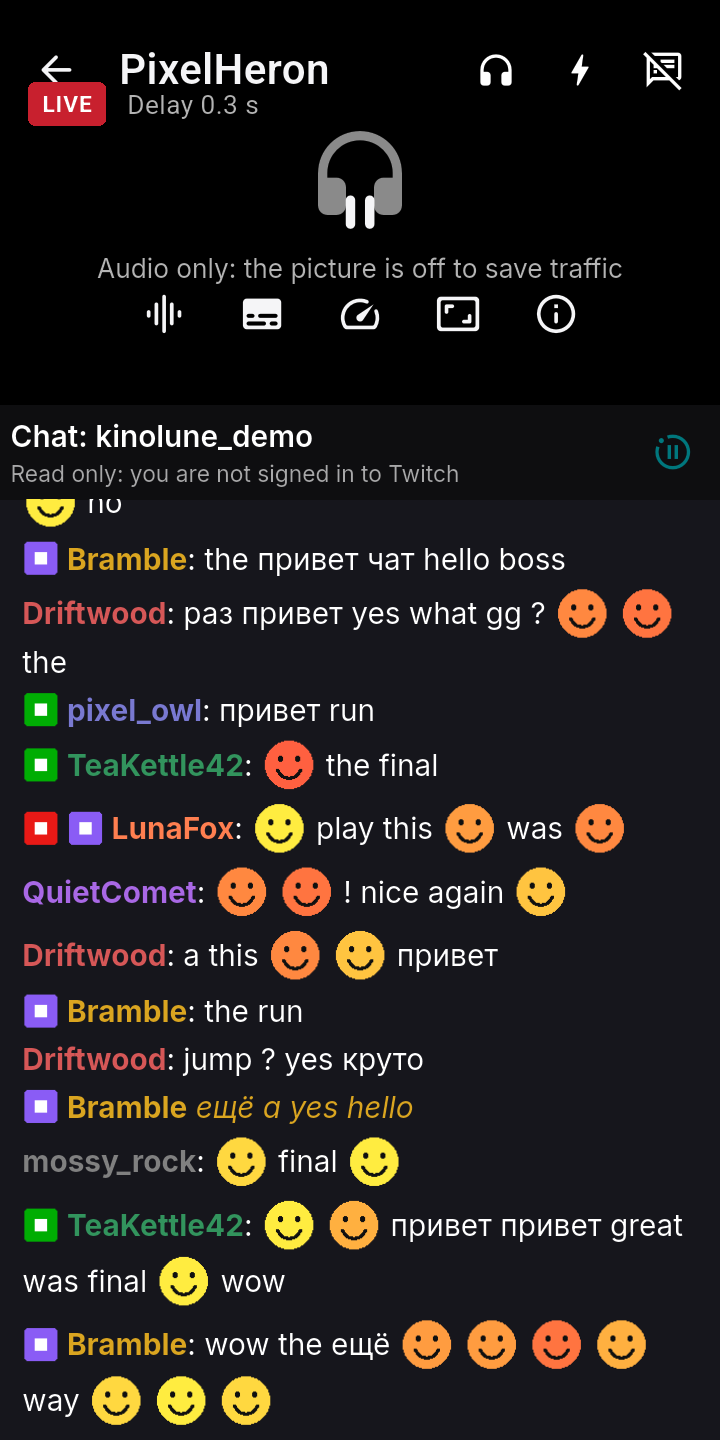 PixelHeron
LIVE
Delay 0.3 s
Audio only: the picture is off to save traffic
Chat: kinolune_demo
Read only: you are not signed in to Twitch
no
Bramble: the привет чат hello boss
Driftwood: раз привет yes what gg ?
the
pixel_owl: привет run
TeaKettle42: the final
LunaFox: play this was
QuietComet: ! nice again
Driftwood: a this привет
Bramble: the run
Driftwood: jump ? yes круто
Bramble ещё a yes hello
mossy_rock: final
TeaKettle42: привет привет great
was final wow
Bramble: wow the ещё
way